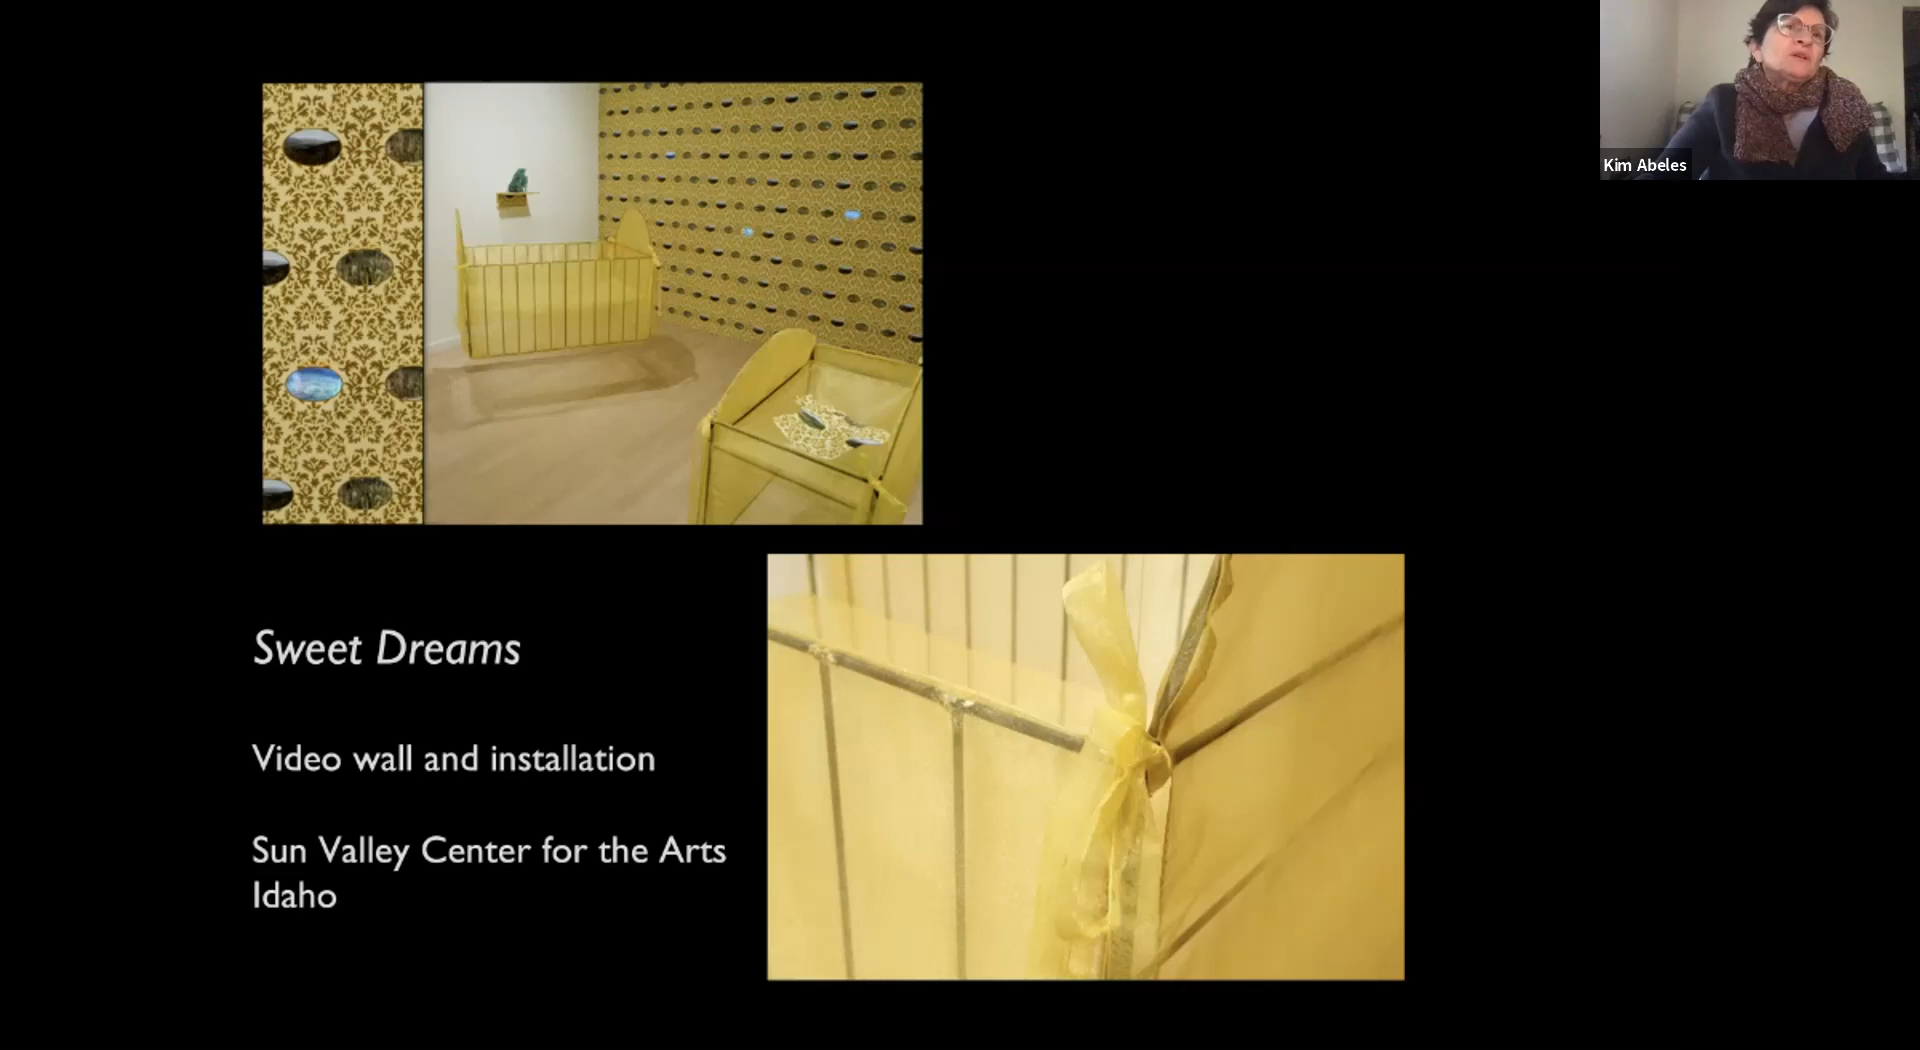 Kim Abeles
Sweet Dreams
Video wall and installation
Sun Valley Center for the Arts
Idaho